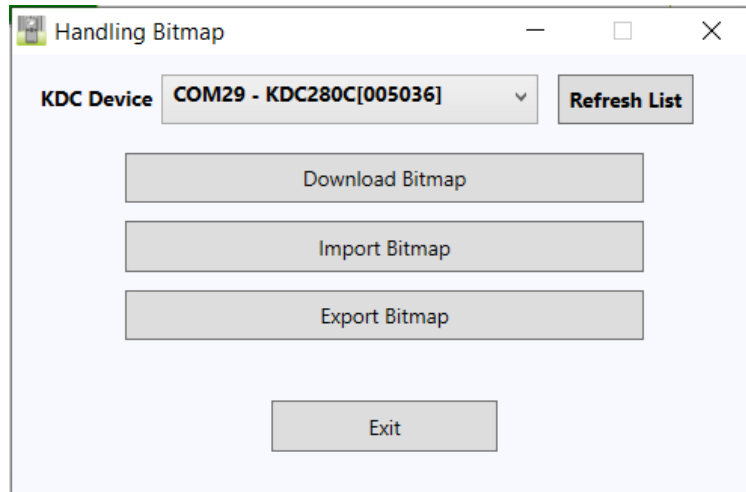 Handling Bitmap
KDC Device COM29 - KDC280C[005036] Refresh List
Download Bitmap
Import Bitmap
Export Bitmap
Exit